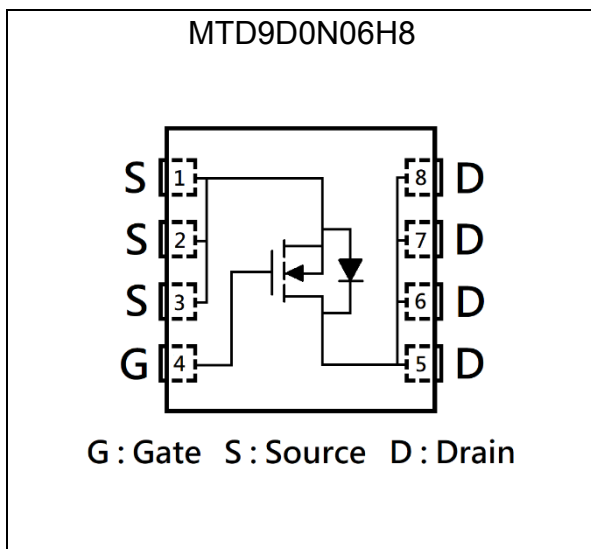 MTD9D0N06H8
S 1 8 D
S 2 7 D
S 3 6 D
G 4 5 D
G : Gate S : Source D : Drain